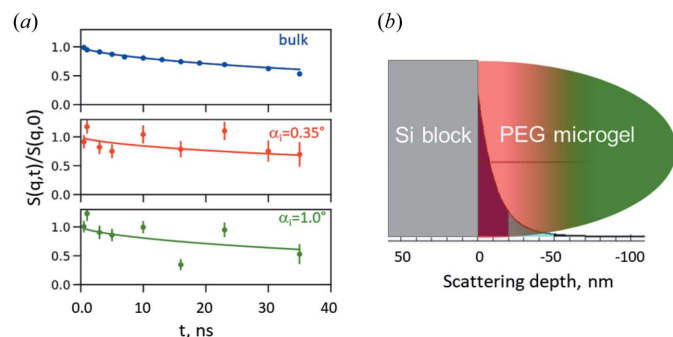 (a)
(b)
bulk
1.0
0.5
0.0
αi=0.35°
1.0
0.5
0.0
αi=1.0°
1.0
0.5
0.0
S(q,t)/S(q,0)
0.0 10 20 30 40
t, ns
Si block PEG microgel
50 0 -50 -100
Scattering depth, nm